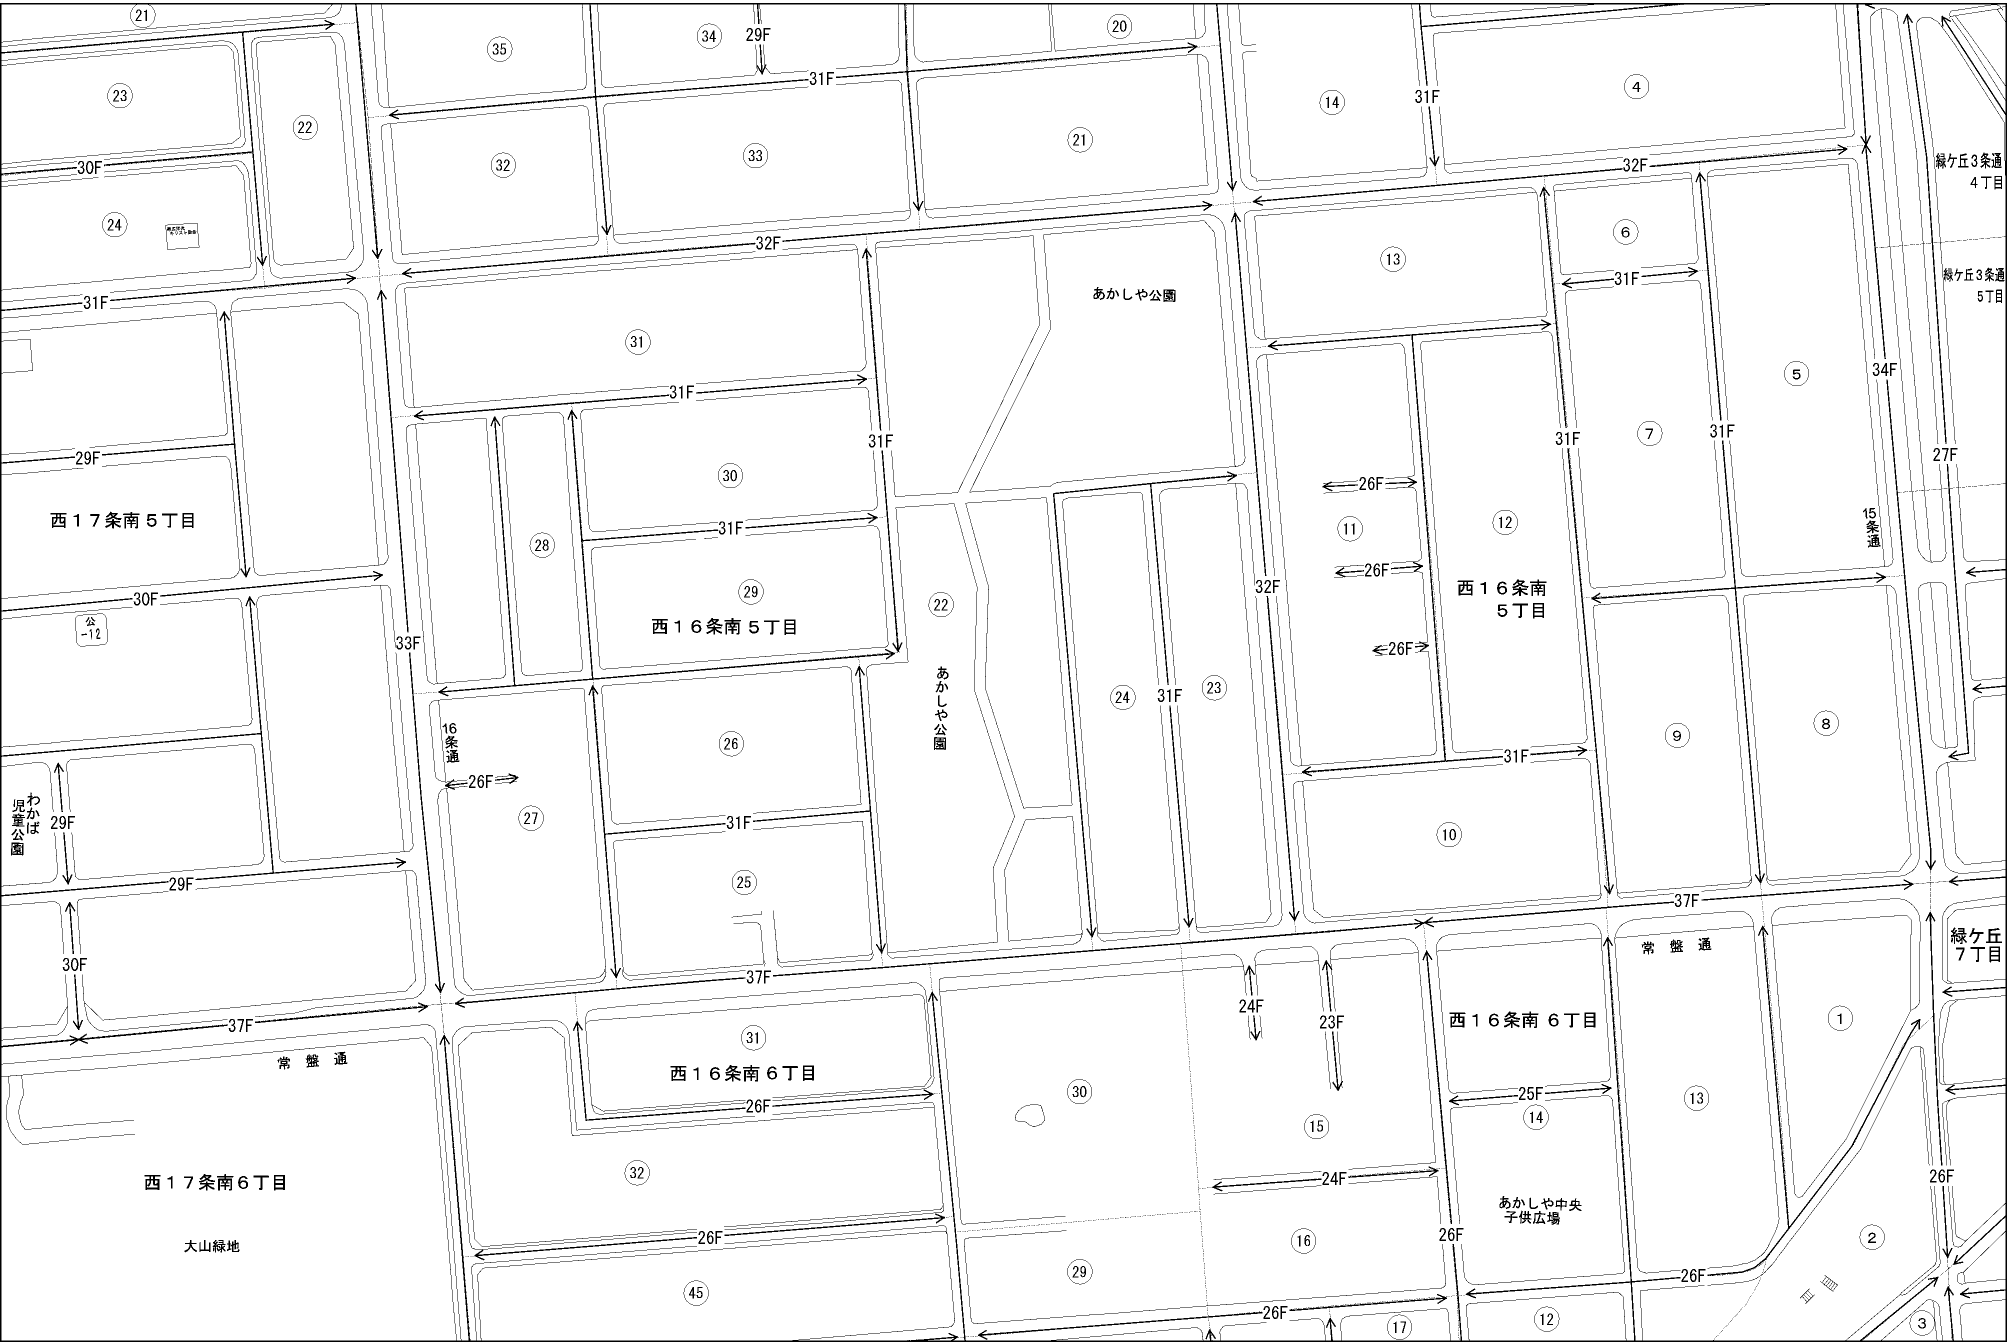 21
35
34
29F
20
31F
23
22
14
31F
4
30F
32
33
21
32F
緑ケ丘３条通
４丁目
24
6
32F
13
31F
緑ケ丘３条通
5丁目
31F
あかしや公園
31
31F
5
34F
31F
31F
31F
7
27F
29F
30
26F
西１７条南５丁目
31F
11
12
15
条
通
28
26F
30F
29
32F
西１６条南
５丁目
22
公
-12
西１６条南５丁目
33F
26F
あかしや公園
24
31F
23
16
条
通
26
9
8
31F
26F
わかば
児童公園
29F
27
31F
10
29F
25
37F
30F
37F
常盤通
緑ケ丘
７丁目
24F
37F
23F
西１６条南６丁目
1
31
常盤通
西１６条南６丁目
30
25F
13
26F
14
15
32
24F
26F
西１７条南６丁目
あかしや中央
子供広場
26F
大山緑地
26F
16
2
29
26F
45
26F
17
12
3